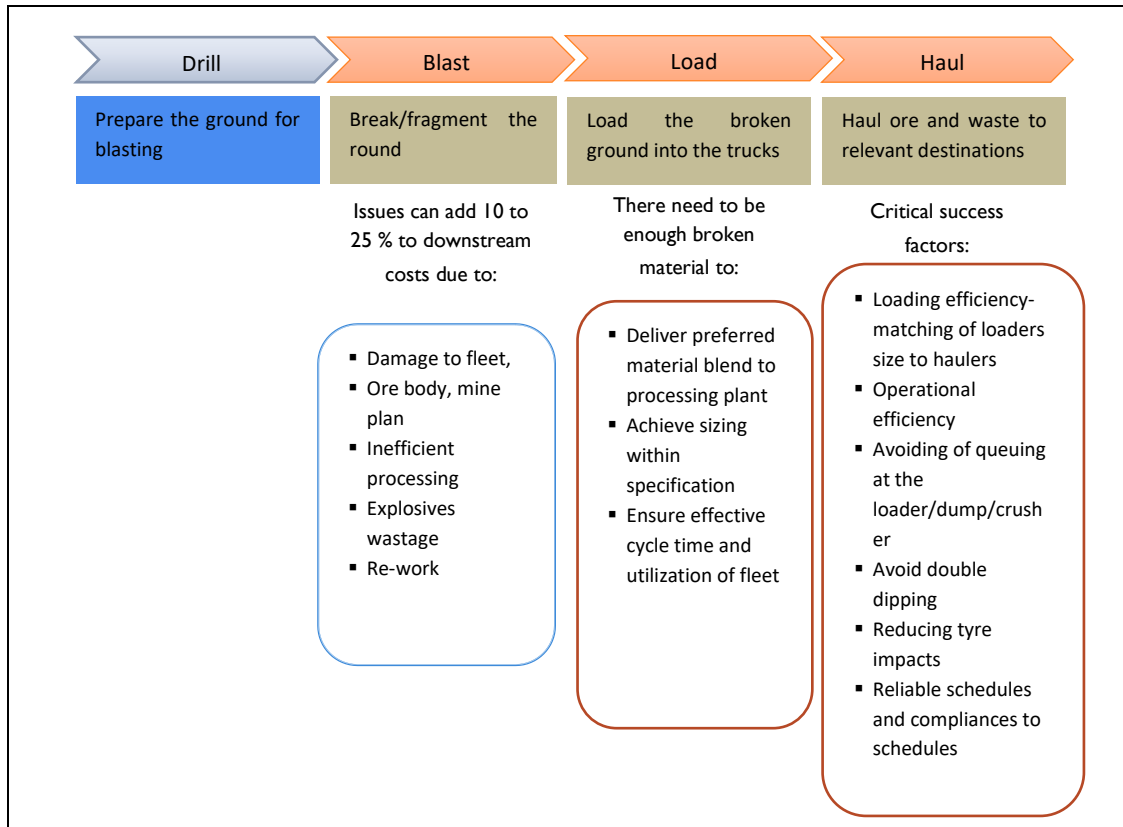 Drill
Blast
Load
Haul
Prepare the ground for
blasting
Break/fragment the
round
Load the broken
ground into the trucks
Haul ore and waste to
relevant destinations
Issues can add 10 to
25 % to downstream
costs due to:
▪ Damage to fleet,
▪ Ore body, mine
plan
▪ Inefficient
processing
▪ Explosives
wastage
▪ Re-work
There need to be
enough broken
material to:
▪ Deliver preferred
material blend to
processing plant
▪ Achieve sizing
within
specification
▪ Ensure effective
cycle time and
utilization of fleet
Critical success
factors:
▪ Loading efficiency-
matching of loaders
size to haulers
▪ Operational
efficiency
▪ Avoiding of queuing
at the
loader/dump/crush
er
▪ Avoid double
dipping
▪ Reducing tyre
impacts
▪ Reliable schedules
and compliances to
schedules